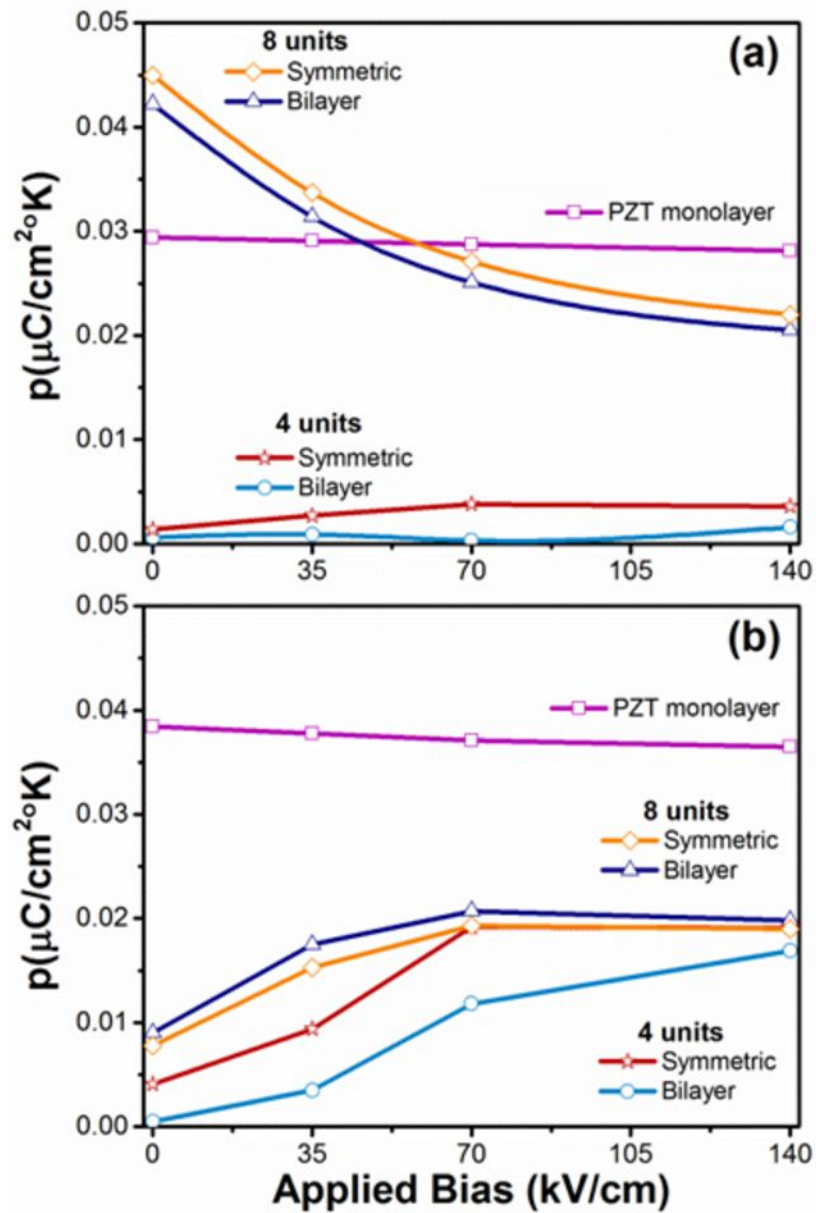 0.05
8 units
(a)
Symmetric
Bilayer
0.04
p(μC/cm²°K)
PZT monolayer
0.03
0.02
4 units
0.01
Symmetric
Bilayer
0.00
0 35 70 105 140
0.05
(b)
PZT monolayer
0.04
p(μC/cm²°K)
0.03
8 units
Symmetric
Bilayer
0.02
0.01
4 units
Symmetric
Bilayer
0.00
0 35 70 105 140
Applied Bias (kV/cm)